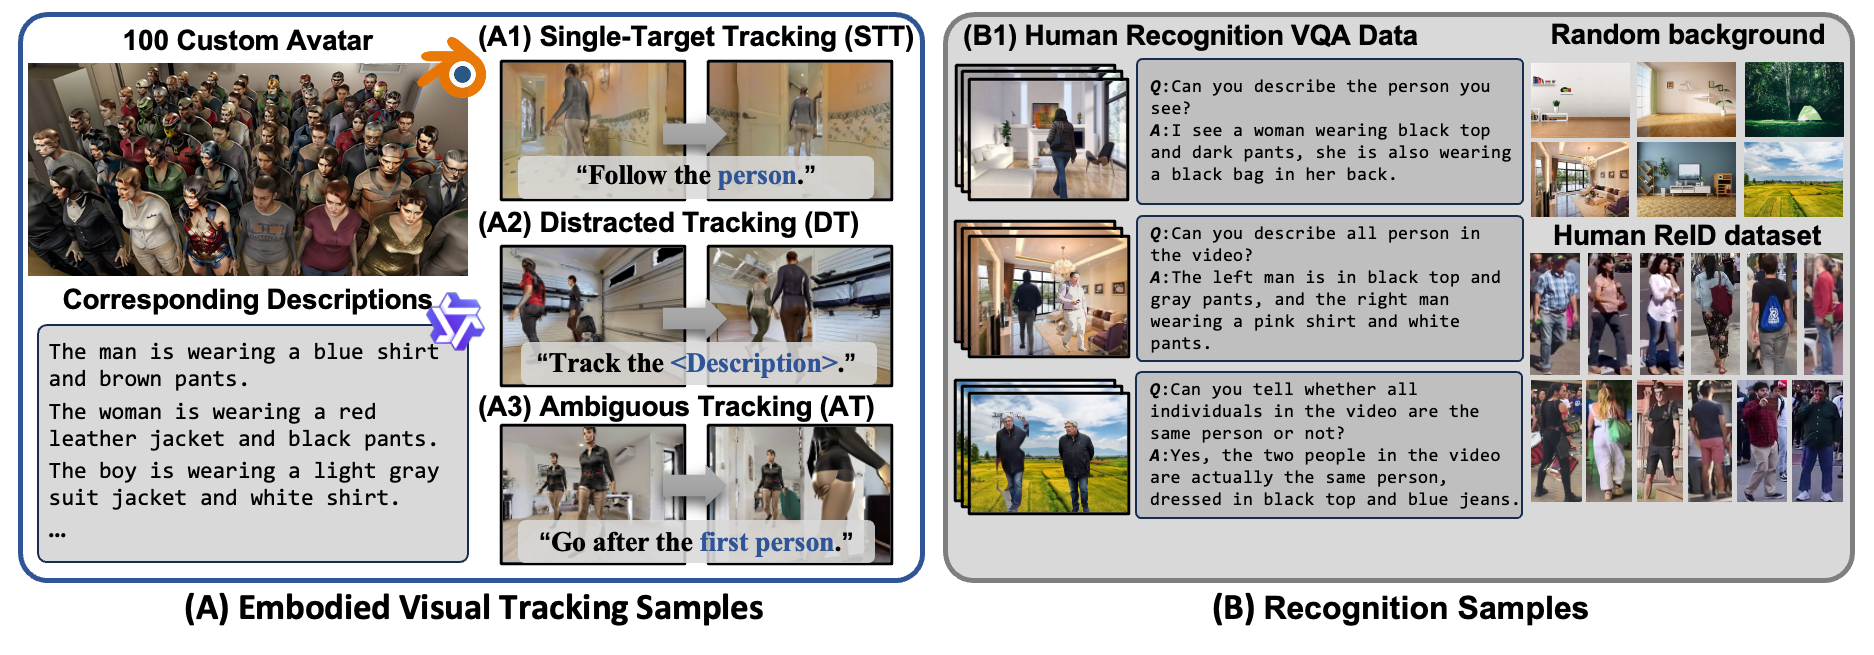 100 Custom Avatar
Corresponding Descriptions
The man is wearing a blue shirt
and brown pants.
The woman is wearing a red
leather jacket and black pants.
The boy is wearing a light gray
suit jacket and white shirt.
…
(A1) Single-Target Tracking (STT)
“Follow the person.”
(A2) Distracted Tracking (DT)
“Track the <Description>.”
(A3) Ambiguous Tracking (AT)
“Go after the first person.”
(A) Embodied Visual Tracking Samples
(B1) Human Recognition VQA Data
Q:Can you describe the person you
see?
A:I see a woman wearing black top
and dark pants, she is also wearing
a black bag in her back.
Q:Can you describe all person in
the video?
A:The left man is in black top and
gray pants, and the right man
wearing a pink shirt and white
pants.
Q:Can you tell whether all
individuals in the video are the
same person or not?
A:Yes, the two people in the video
are actually the same person,
dressed in black top and blue jeans.
Random background
Human ReID dataset
(B) Recognition Samples